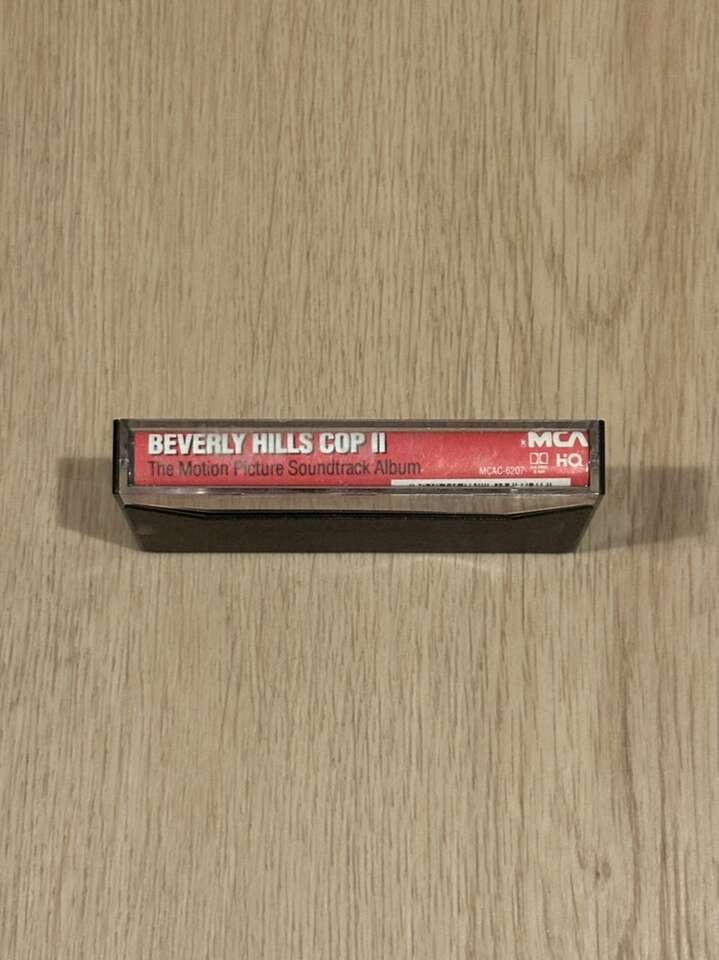 BEVERLY HILLS COP II
The Motion Picture Soundtrack Album
MCA
MCAC-6207
HQ